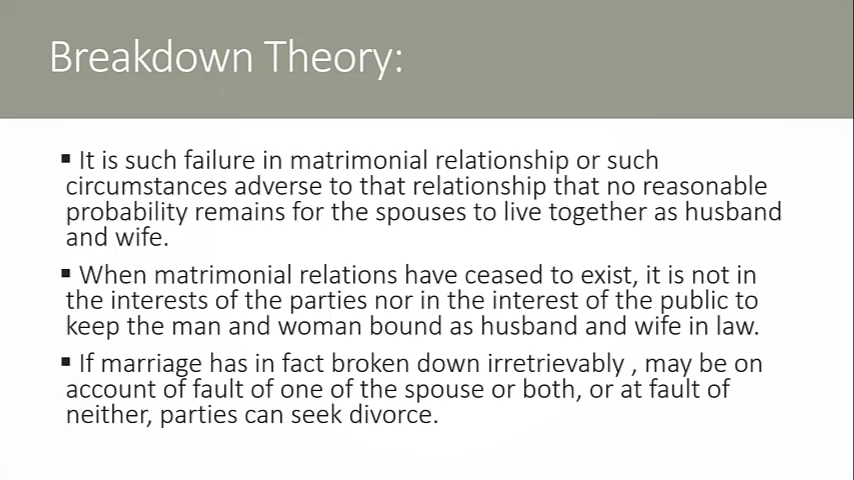 Breakdown Theory:
▪ It is such failure in matrimonial relationship or such
circumstances adverse to that relationship that no reasonable
probability remains for the spouses to live together as husband
and wife.
▪ When matrimonial relations have ceased to exist, it is not in
the interests of the parties nor in the interest of the public to
keep the man and woman bound as husband and wife in law.
▪ If marriage has in fact broken down irretrievably , may be on
account of fault of one of the spouse or both, or at fault of
neither, parties can seek divorce.